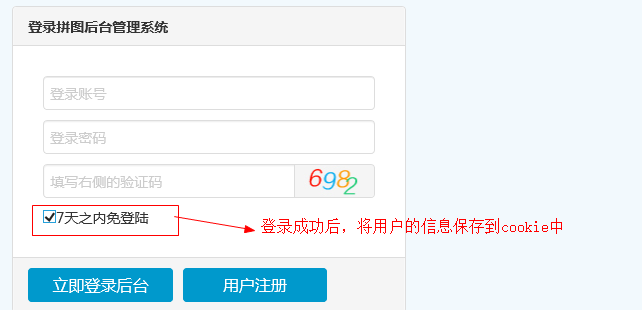 登录拼图后台管理系统
登录账号
登录密码
填写右侧的验证码 6982
7天之内免登陆
登录成功后，将用户的信息保存到cookie中
立即登录后台 用户注册